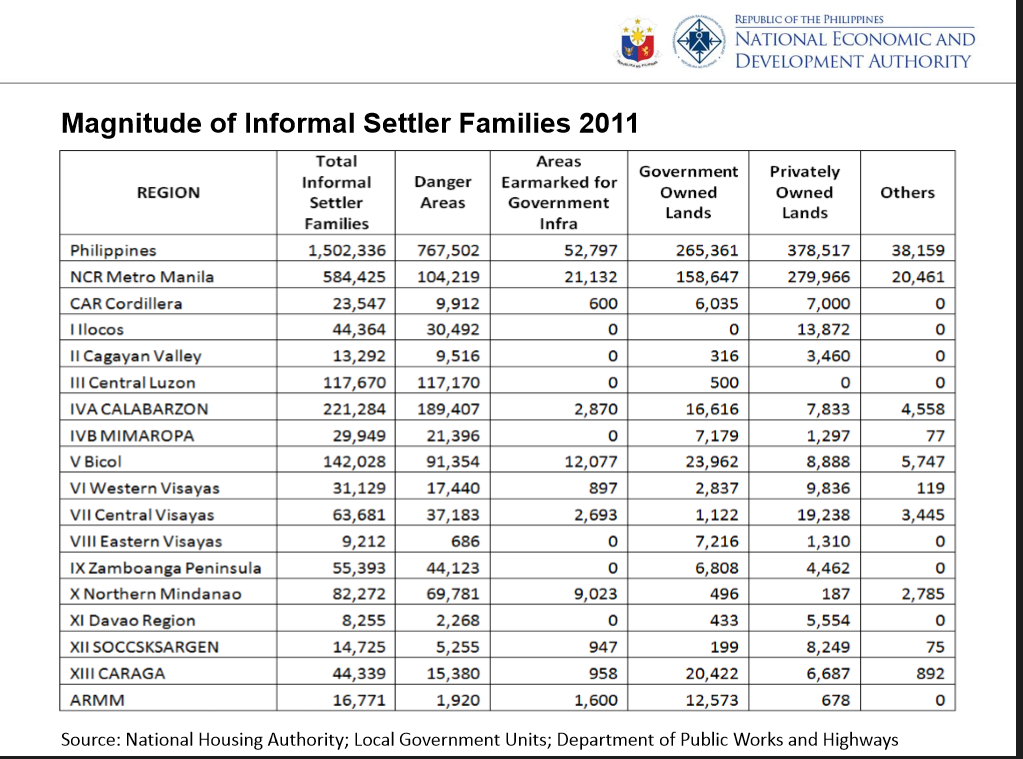 REPUBLIC OF THE PHILIPPINES
NATIONAL ECONOMIC AND
DEVELOPMENT AUTHORITY
Magnitude of Informal Settler Families 2011
REGION Total Informal Settler Families Danger Areas Areas Earmarked for Government Infra Government Owned Lands Privately Owned Lands Others
Philippines 1,502,336 767,502 52,797 265,361 378,517 38,159
NCR Metro Manila 584,425 104,219 21,132 158,647 279,966 20,461
CAR Cordillera 23,547 9,912 600 6,035 7,000 0
I Ilocos 44,364 30,492 0 0 13,872 0
II Cagayan Valley 13,292 9,516 0 316 3,460 0
III Central Luzon 117,670 117,170 0 500 0 0
IVA CALABARZON 221,284 189,407 2,870 16,616 7,833 4,558
IVB MIMAROPA 29,949 21,396 0 7,179 1,297 77
V Bicol 142,028 91,354 12,077 23,962 8,888 5,747
VI Western Visayas 31,129 17,440 897 2,837 9,836 119
VII Central Visayas 63,681 37,183 2,693 1,122 19,238 3,445
VIII Eastern Visayas 9,212 686 0 7,216 1,310 0
IX Zamboanga Peninsula 55,393 44,123 0 6,808 4,462 0
X Northern Mindanao 82,272 69,781 9,023 496 187 2,785
XI Davao Region 8,255 2,268 0 433 5,554 0
XII SOCCSKSARGEN 14,725 5,255 947 199 8,249 75
XIII CARAGA 44,339 15,380 958 20,422 6,687 892
ARMM 16,771 1,920 1,600 12,573 678 0
Source: National Housing Authority; Local Government Units; Department of Public Works and Highways